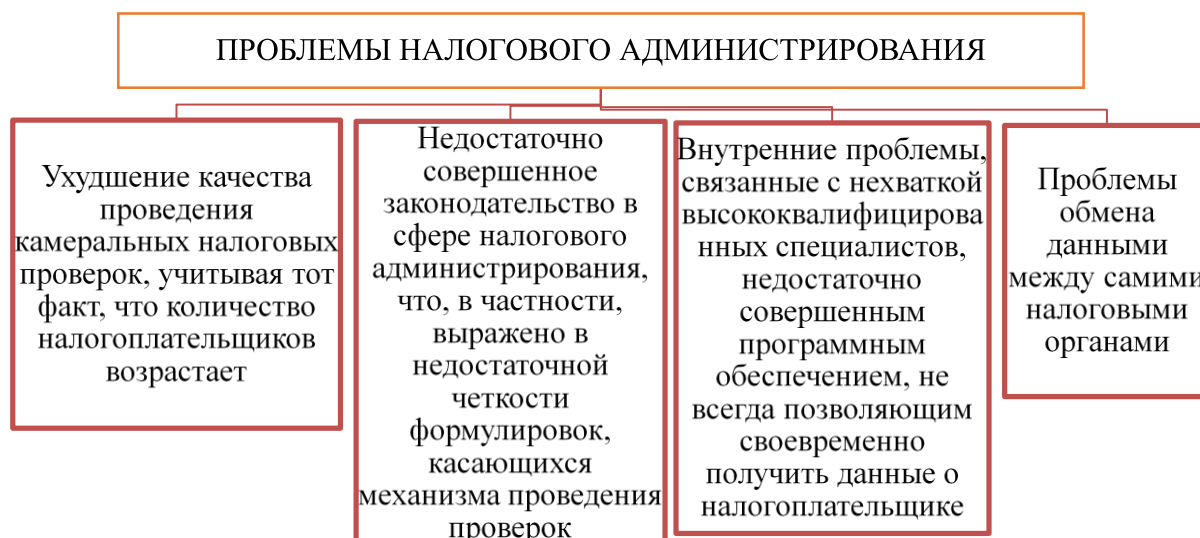 ПРОБЛЕМЫ НАЛОГОВОГО АДМИНИСТРИРОВАНИЯ
Ухудшение качества
проведения
камеральных налоговых
проверок, учитывая тот
факт, что количество
налогоплательщиков
возрастает
Недостаточно
совершенное
законодательство в
сфере налогового
администрирования,
что, в частности,
выражено в
недостаточной
четкости
формулировок,
касающихся
механизма проведения
проверок
Внутренние проблемы,
связанные с нехваткой
высококвалифицирова
нных специалистов,
недостаточно
совершенным
программным
обеспечением, не
всегда позволяющим
своевременно
получить данные о
налогоплательщике
Проблемы
обмена
данными
между самими
налоговыми
органами